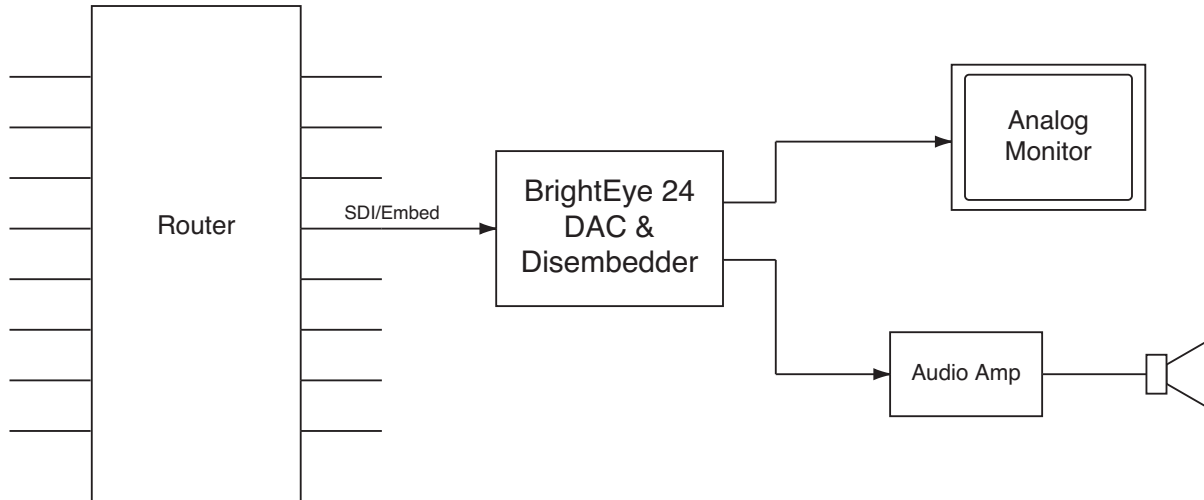 Router
SDI/Embed
BrightEye 24
DAC &
Disembedder
Analog
Monitor
Audio Amp